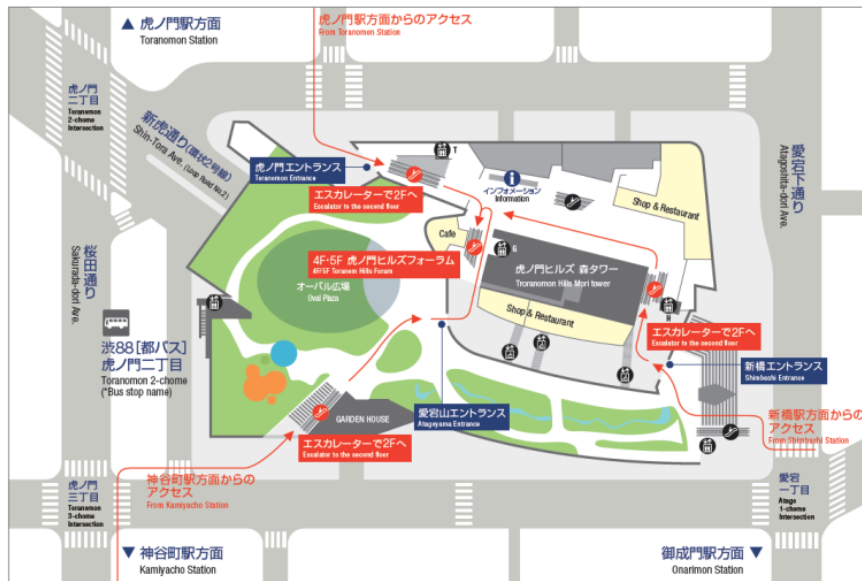 ▲ 虎ノ門駅方面
Toranomon Station
虎ノ門駅方面からのアクセス
From Toranomon Station
虎ノ門
二丁目
Toranomon
2-chome
Intersection
新虎通り(環状2号線)
Shin-Tora Ave. (Loop Road No.2)
虎ノ門エントランス
Toranomon Entrance
エスカレーターで2Fへ
Escalator to the second floor
T
インフォメーション
Information
Shop & Restaurant
愛宕下通り
Atagoshita-dori Ave.
Cafe
G
4F・5F 虎ノ門ヒルズフォーラム
4F/5F Toranom Hills Forum
虎ノ門ヒルズ 森タワー
Troranomon Hills Mori tower
オーバル広場
Oval Plaza
Shop & Restaurant
H
桜田通り
Sakurada-dori Ave.
エスカレーターで2Fへ
Escalator to the second floor
渋88[都バス]
虎ノ門二丁目
Toranomon 2-chome
(*Bus stop name)
新橋エントランス
Shimbashi Entrance
GARDEN HOUSE
愛宕山エントランス
Atagoyama Entrance
新橋駅方面からの
アクセス
From Shimbashi Station
エスカレーターで2Fへ
Escalator to the second floor
虎ノ門
三丁目
Toranomon
3-chome
Intersection
神谷町駅方面からの
アクセス
From Kamiyacho Station
愛宕
一丁目
Atago
1-chome
Intersection
▼ 神谷町駅方面
Kamiyacho Station
御成門駅方面 ▼
Onarimon Station